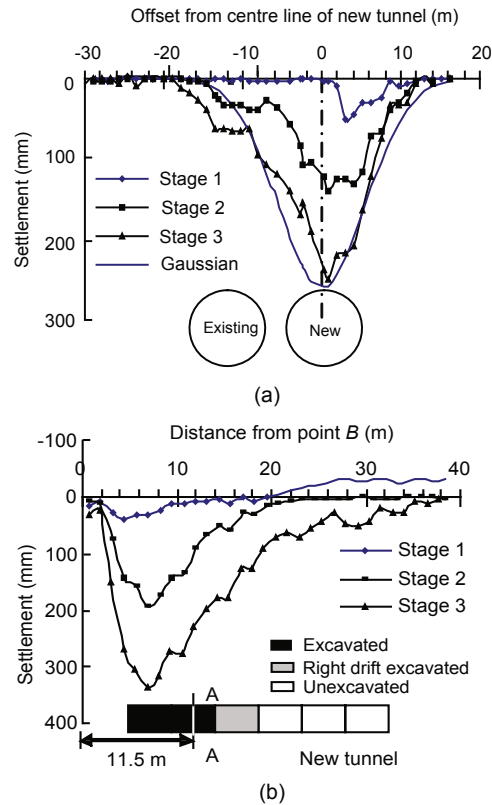 Offset from centre line of new tunnel (m)
-30 -20 -10 0 10 20
0
100
200
300
Settlement (mm)
Stage 1
Stage 2
Stage 3
Gaussian
Existing
New
(a)
Distance from point B (m)
-100
0 10 20 30 40
0
100
200
300
400
Settlement (mm)
Stage 1
Stage 2
Stage 3
Excavated
Right drift excavated
Unexcavated
A
A
11.5 m
New tunnel
(b)